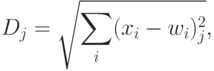 $D_j = \sqrt{\sum_i (x_i - w_i)_j^2},$